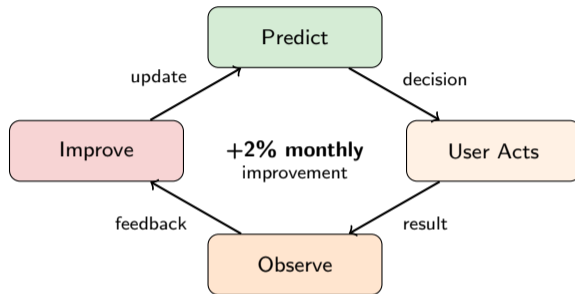 Predict
update
decision
Improve
+2% monthly
improvement
User Acts
feedback
result
Observe